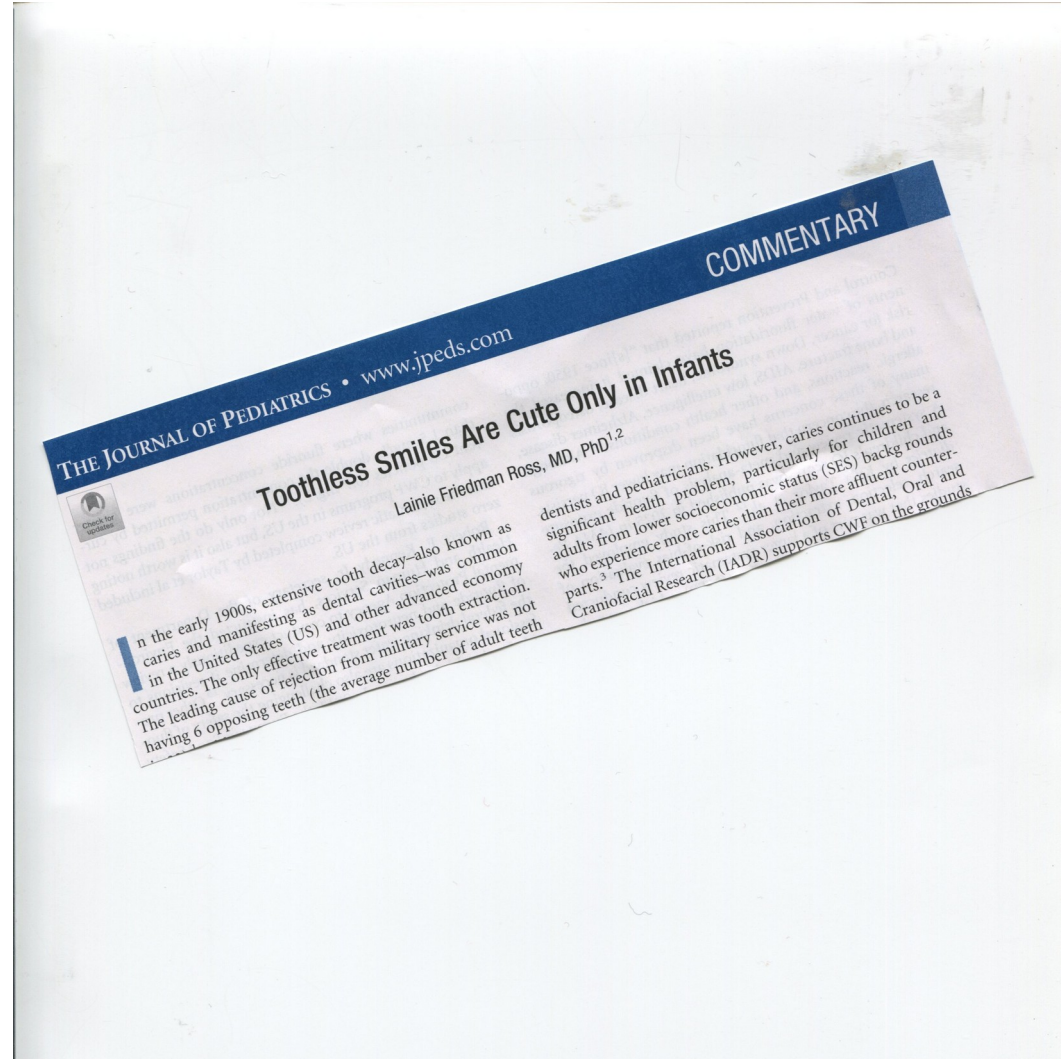 THE JOURNAL OF PEDIATRICS • www.jpeds.com
COMMENTARY
Check for
updates
Toothless Smiles Are Cute Only in Infants
Lainie Friedman Ross, MD, PhD1,2
In the early 1900s, extensive tooth decay–also known as
caries and manifesting as dental cavities–was common
in the United States (US) and other advanced economy
countries. The only effective treatment was tooth extraction.
The leading cause of rejection from military service was not
having 6 opposing teeth (the average number of adult teeth
dentists and pediatricians. However, caries continues to be a
significant health problem, particularly for children and
adults from lower socioeconomic status (SES) backg rounds
who experience more caries than their more affluent counter-
parts.3 The International Association of Dental, Oral and
Craniofacial Research (IADR) supports CWF on the grounds